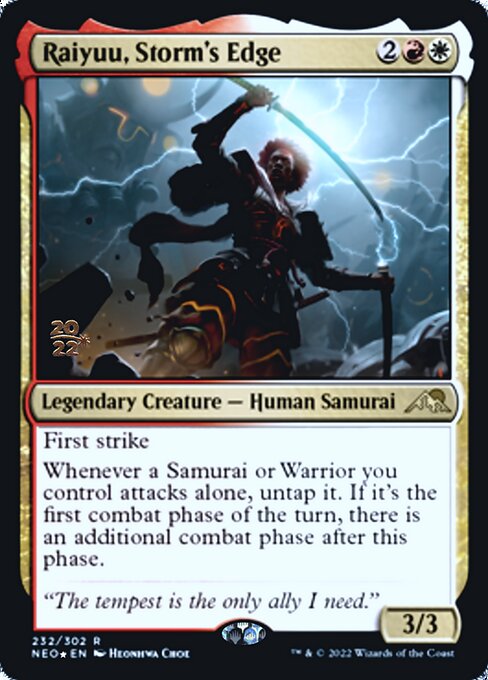 Raiyuu, Storm's Edge 2
20
22
Legendary Creature — Human Samurai
First strike
Whenever a Samurai or Warrior you
control attacks alone, untap it. If it's the
first combat phase of the turn, there is
an additional combat phase after this
phase.
"The tempest is the only ally I need."
3/3
232/302 R
NEO★EN Heonhwa Choe
™ & © 2022 Wizards of the Coast